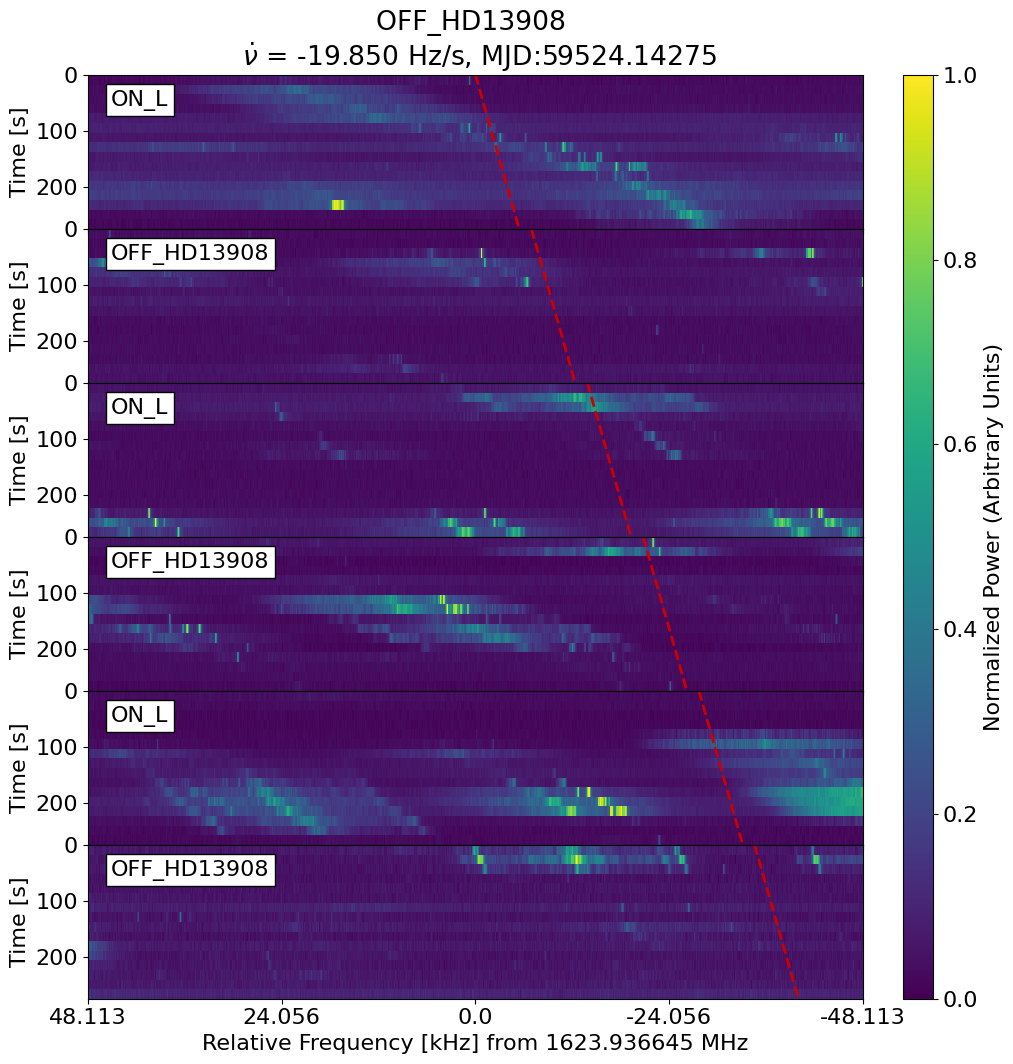 OFF_HD13908
ν̇ = -19.850 Hz/s, MJD:59524.14275
0
ON_L
100
200
Time [s]
0
OFF_HD13908
100
200
Time [s]
0
ON_L
100
200
Time [s]
0
OFF_HD13908
100
200
Time [s]
0
ON_L
100
200
Time [s]
0
OFF_HD13908
100
200
Time [s]
48.113 24.056 0.0 -24.056 -48.113
Relative Frequency [kHz] from 1623.936645 MHz
1.0
0.8
0.6
0.4
0.2
0.0
Normalized Power (Arbitrary Units)